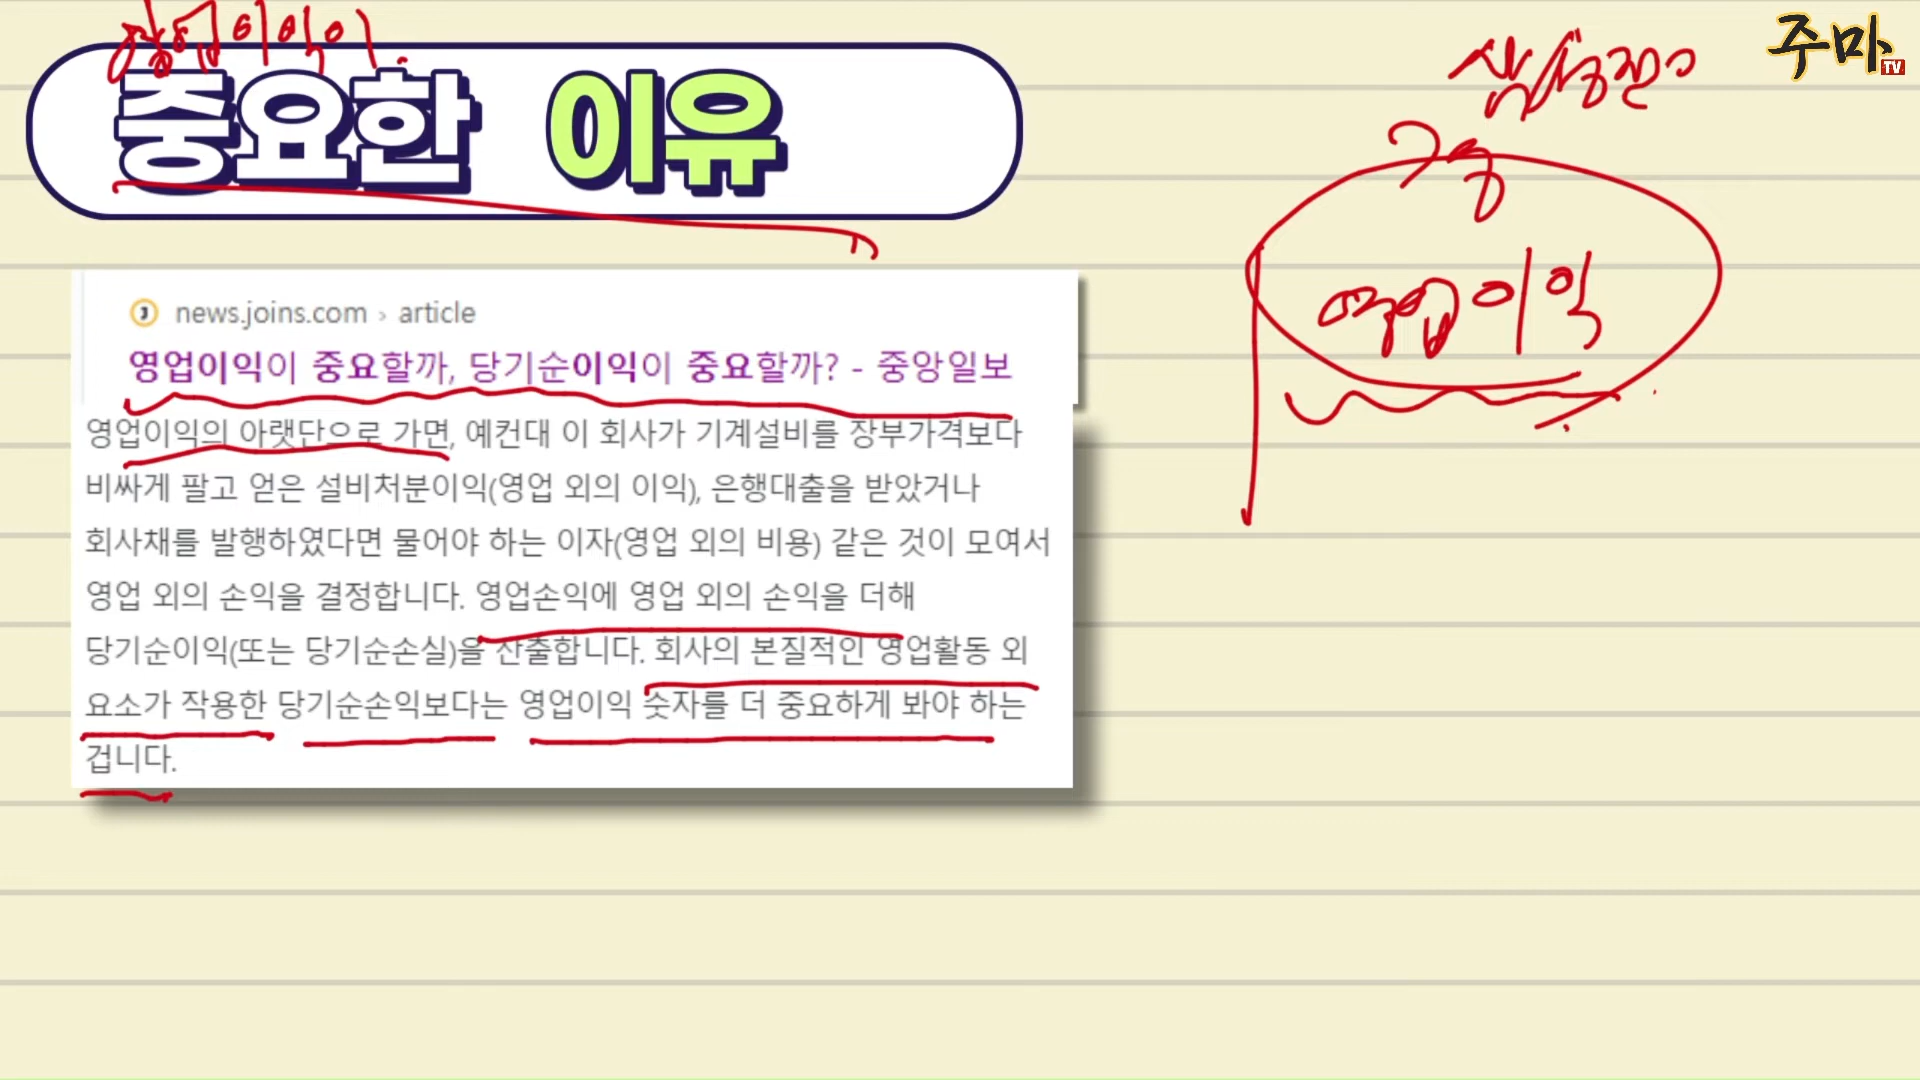 영업이익이
중요한 이유
삼성전자
주마 TV
영업이익
news.joins.com › article
영업이익이 중요할까, 당기순이익이 중요할까? - 중앙일보
영업이익의 아랫단으로 가면, 예컨대 이 회사가 기계설비를 장부가격보다
비싸게 팔고 얻은 설비처분이익(영업 외의 이익), 은행대출을 받았거나
회사채를 발행하였다면 물어야 하는 이자(영업 외의 비용) 같은 것이 모여서
영업 외의 손익을 결정합니다. 영업손익에 영업 외의 손익을 더해
당기순이익(또는 당기순손실)을 산출합니다. 회사의 본질적인 영업활동 외
요소가 작용한 당기순손익보다는 영업이익 숫자를 더 중요하게 봐야 하는
겁니다.